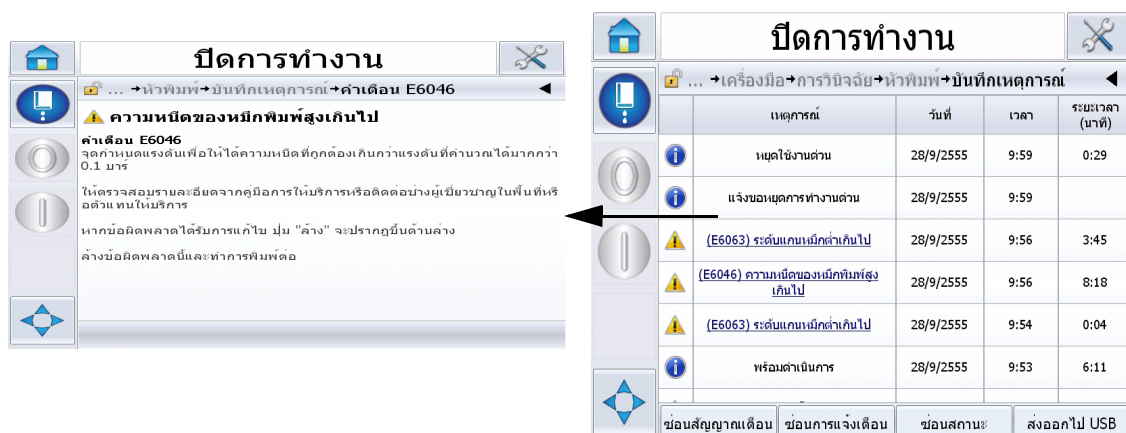 ปิดการทำงาน
... →หัวพิมพ์→บันทึกเหตุการณ์→คำเตือน E6046
ความหนืดของหมึกพิมพ์สูงเกินไป
คำเตือน E6046
จุดกำหนดแรงดันเพื่อให้ได้ความหนืดที่ถูกต้องเกินกว่าแรงดันที่คำนวณได้มากกว่า
0.1 บาร์
ให้ตรวจสอบรายละเอียดจากคู่มือการให้บริการหรือติดต่อช่างผู้เชี่ยวชาญในพื้นที่หรื
อตัวแทนให้บริการ
หากข้อผิดพลาดได้รับการแก้ไข ปุ่ม "ล้าง" จะปรากฏขึ้นด้านล่าง
ล้างข้อผิดพลาดนี้และทำการพิมพ์ต่อ
ปิดการทำงาน
... →เครื่องมือ→การวินิจฉัย→หัวพิมพ์→บันทึกเหตุการณ์
เหตุการณ์ วันที่ เวลา ระยะเวลา
(นาที)
หยุดใช้งานด่วน 28/9/2555 9:59 0:29
แจ้งขอหยุดการทำงานด่วน 28/9/2555 9:59
(E6063) ระดับแกนหมึกต่ำเกินไป 28/9/2555 9:56 3:45
(E6046) ความหนืดของหมึกพิมพ์สูง
เกินไป 28/9/2555 9:56 8:18
(E6063) ระดับแกนหมึกต่ำเกินไป 28/9/2555 9:54 0:04
พร้อมดำเนินการ 28/9/2555 9:53 6:11
ซ่อนสัญญาณเตือน ซ่อนการแจ้งเตือน ซ่อนสถานะ ส่งออกไป USB